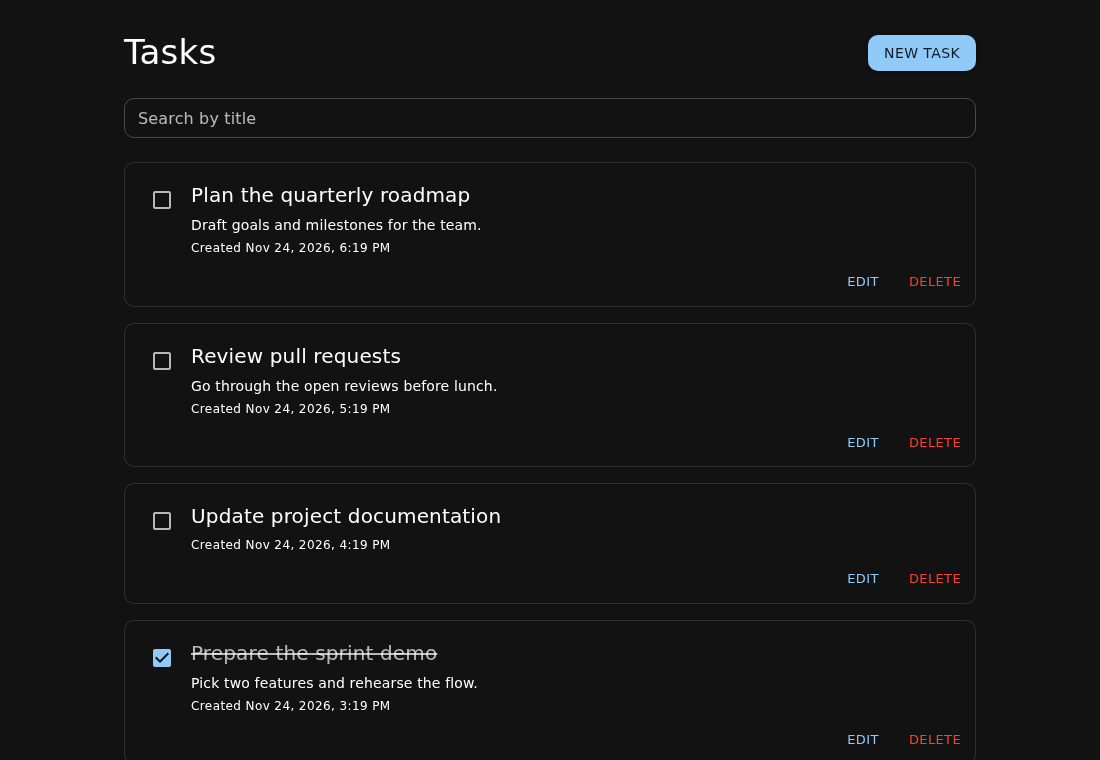 Tasks
NEW TASK
Search by title
Plan the quarterly roadmap
Draft goals and milestones for the team.
Created Nov 24, 2026, 6:19 PM
EDIT DELETE
Review pull requests
Go through the open reviews before lunch.
Created Nov 24, 2026, 5:19 PM
EDIT DELETE
Update project documentation
Created Nov 24, 2026, 4:19 PM
EDIT DELETE
Prepare the sprint demo
Pick two features and rehearse the flow.
Created Nov 24, 2026, 3:19 PM
EDIT DELETE